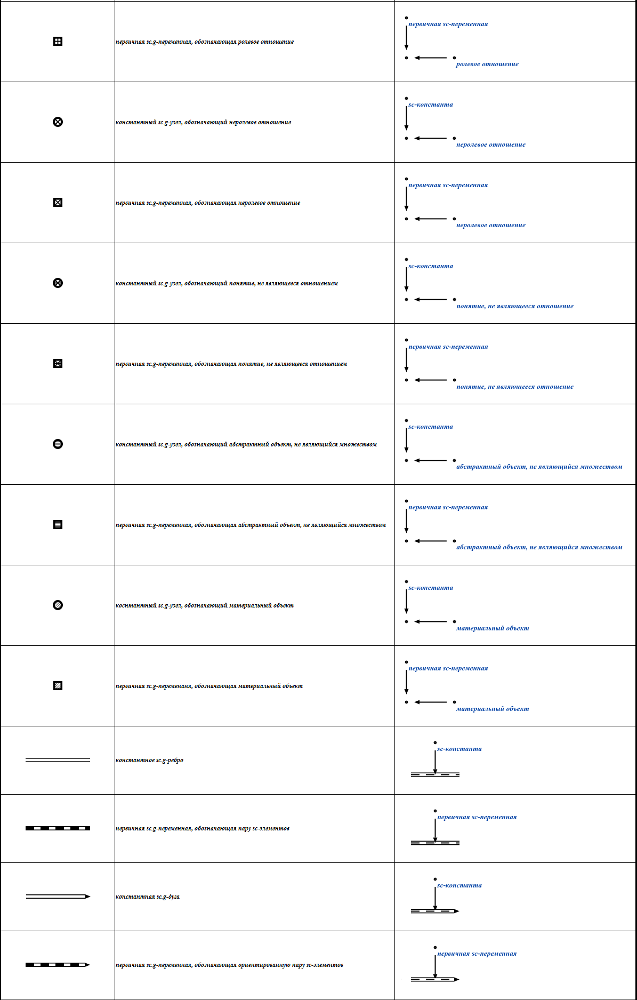 первичная sc.g-переменная, обозначающая ролевое отношение
первичная sc-переменная
ролевое отношение
константный sc.g-узел, обозначающий неролевое отношение
sc-константа
неролевое отношение
первичная sc.g-переменная, обозначающая неролевое отношение
первичная sc-переменная
неролевое отношение
константный sc.g-узел, обозначающий понятие, не являющееся отношением
sc-константа
понятие, не являющееся отношение
первичная sc.g-переменная, обозначающая понятие, не являющееся отношением
первичная sc-переменная
понятие, не являющееся отношение
константный sc.g-узел, обозначающий абстрактный объект, не являющийся множеством
sc-константа
абстрактный объект, не являющийся множеством
первичная sc.g-переменная, обозначающая абстрактный объект, не являющийся множеством
первичная sc-переменная
абстрактный объект, не являющийся множеством
коснтантный sc.g-узел, обозначающий материальный объект
sc-константа
материальный объект
первичная sc.g-переменаня, обозначающая материальный объект
первичная sc-переменная
материальный объект
константное sc.g-ребро
sc-константа
первичная sc.g-переменная, обозначающая пару sc-элементов
первичная sc-переменная
константная sc.g-дуга
sc-константа
первичная sc.g-переменная, обозначающая ориентированную пару sc-элементов
первичная sc-переменная